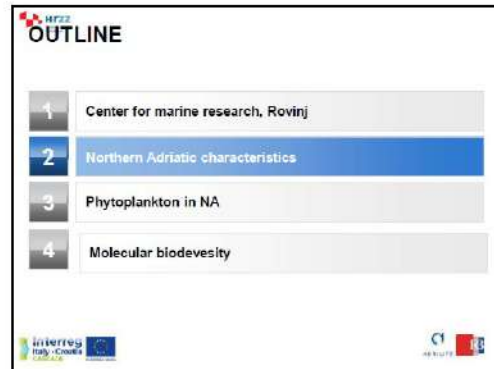 HRZZ
OUTLINE
1
Center for marine research, Rovinj
2
Northern Adriatic characteristics
3
Phytoplankton in NA
4
Molecular biodevesity
Interreg
Italy - Croatia
CASCADE